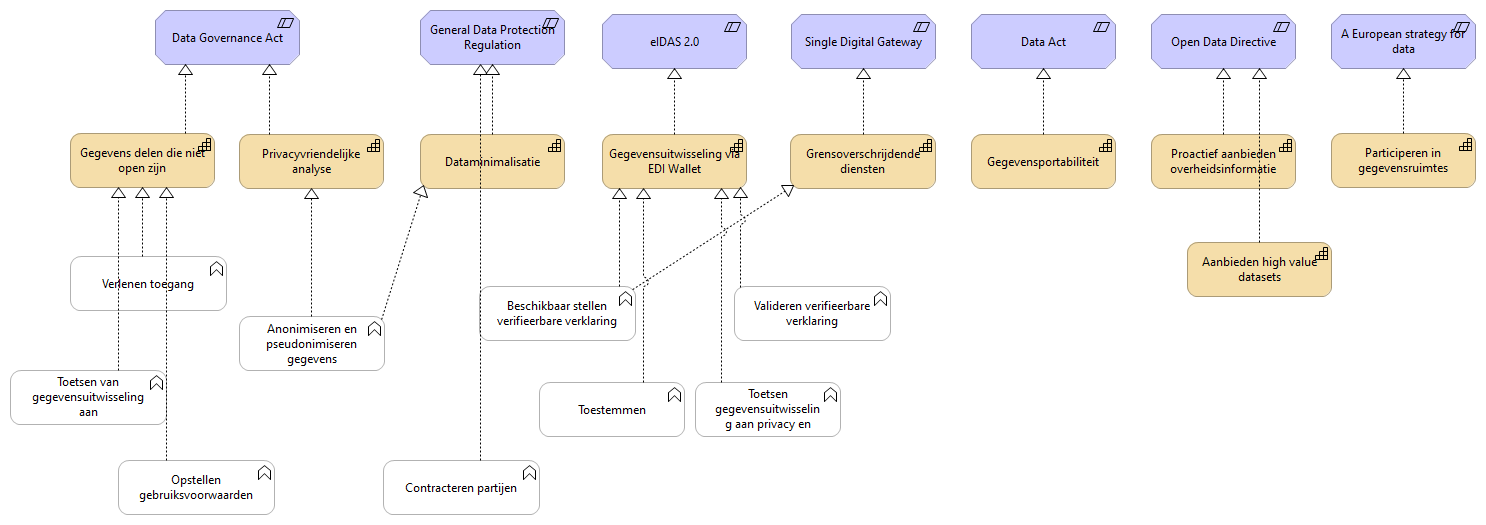 Data Governance Act
General Data Protection
Regulation
eIDAS 2.0
Single Digital Gateway
Data Act
Open Data Directive
A European strategy for
data
Gegevens delen die niet
open zijn
Privacyvriendelijke
analyse
Dataminimalisatie
Gegevensuitwisseling via
EDI Wallet
Grensoverschrijdende
diensten
Gegevensportabiliteit
Proactief aanbieden
overheidsinformatie
Participeren in
gegevensruimtes
Aanbieden high value
datasets
Verlenen toegang
Anonimiseren en
pseudonimiseren
gegevens
Beschikbaar stellen
verifieerbare verklaring
Valideren verifieerbare
verklaring
Toetsen van
gegevensuitwisseling
aan
Toestemmen
Toetsen
gegevensuitwisselin
g aan privacy en
Opstellen
gebruiksvoorwaarden
Contracteren partijen